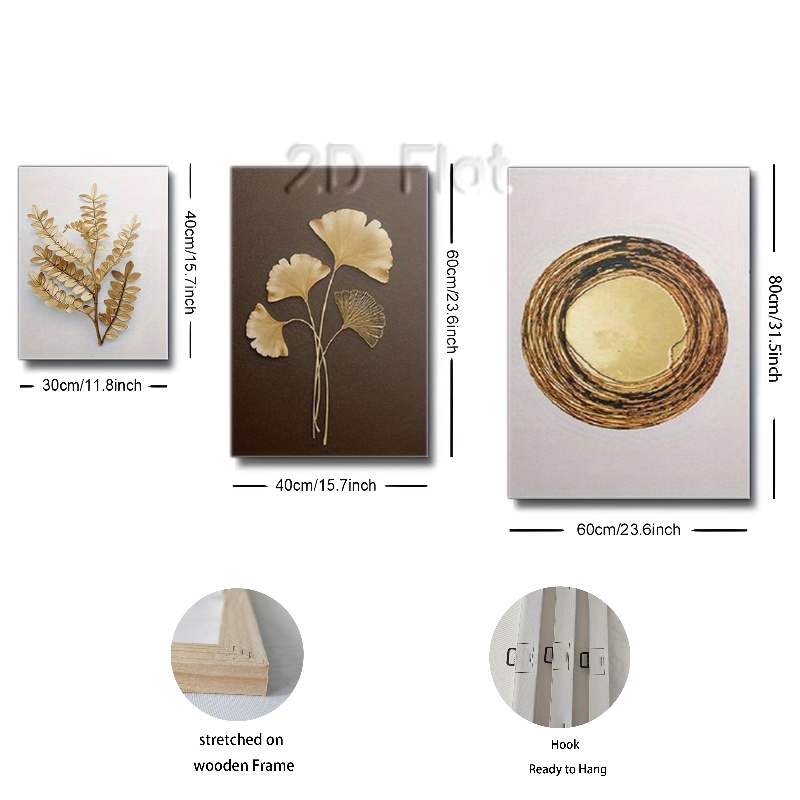 2D Flat
40cm/15.7inch
30cm/11.8inch
60cm/23.6inch
40cm/15.7inch
80cm/31.5inch
60cm/23.6inch
stretched on
wooden Frame
Hook
Ready to Hang